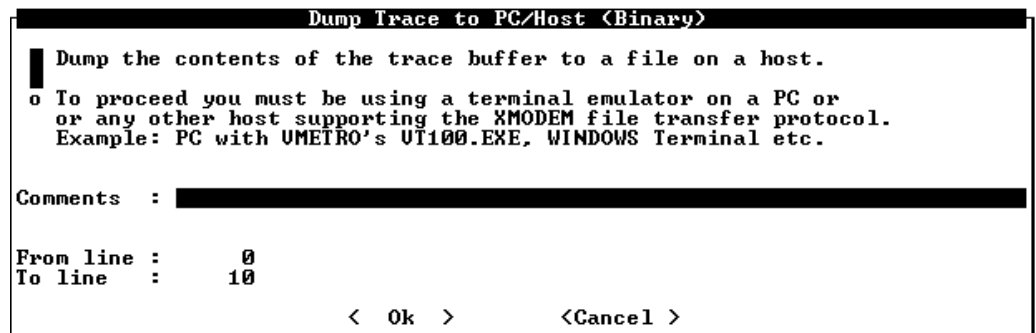 Dump Trace to PC/Host (Binary)
Dump the contents of the trace buffer to a file on a host.
o To proceed you must be using a terminal emulator on a PC or
or any other host supporting the XMODEM file transfer protocol.
Example: PC with VMETRO's VT100.EXE, WINDOWS Terminal etc.
Comments :
From line : 0
To line : 10
< Ok > <Cancel >